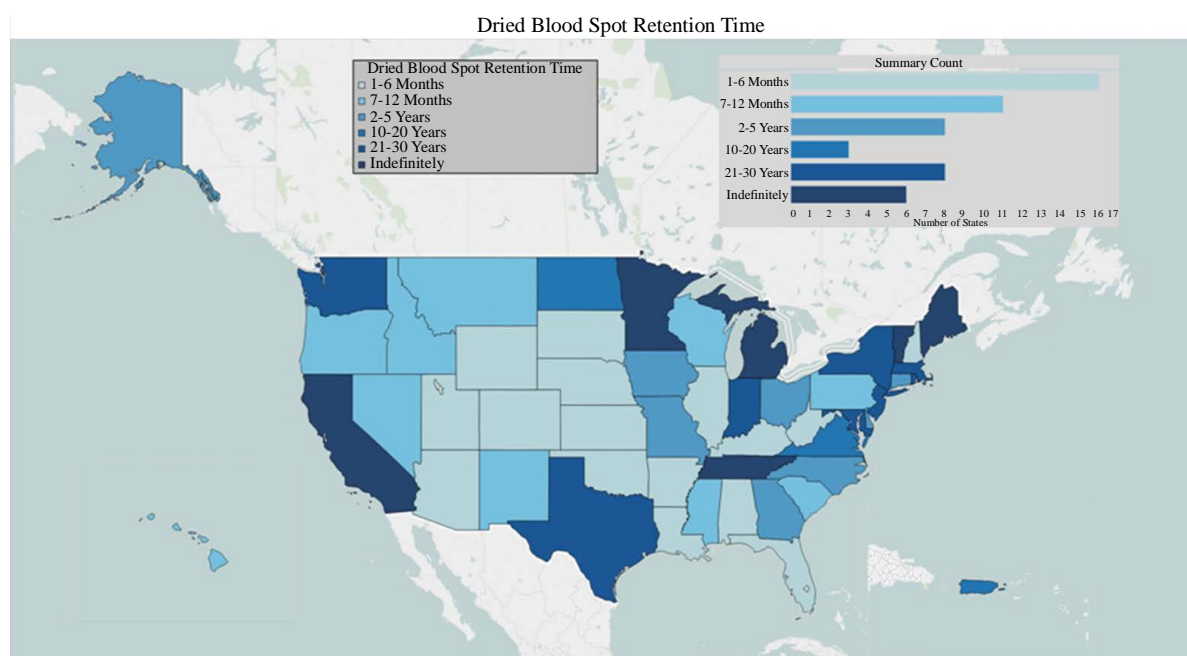 Dried Blood Spot Retention Time
Dried Blood Spot Retention Time
1-6 Months
7-12 Months
2-5 Years
10-20 Years
21-30 Years
Indefinitely
Summary Count
1-6 Months
7-12 Months
2-5 Years
10-20 Years
21-30 Years
Indefinitely
0 1 2 3 4 5 6 7 8 9 10 11 12 13 14 15 16 17
Number of States